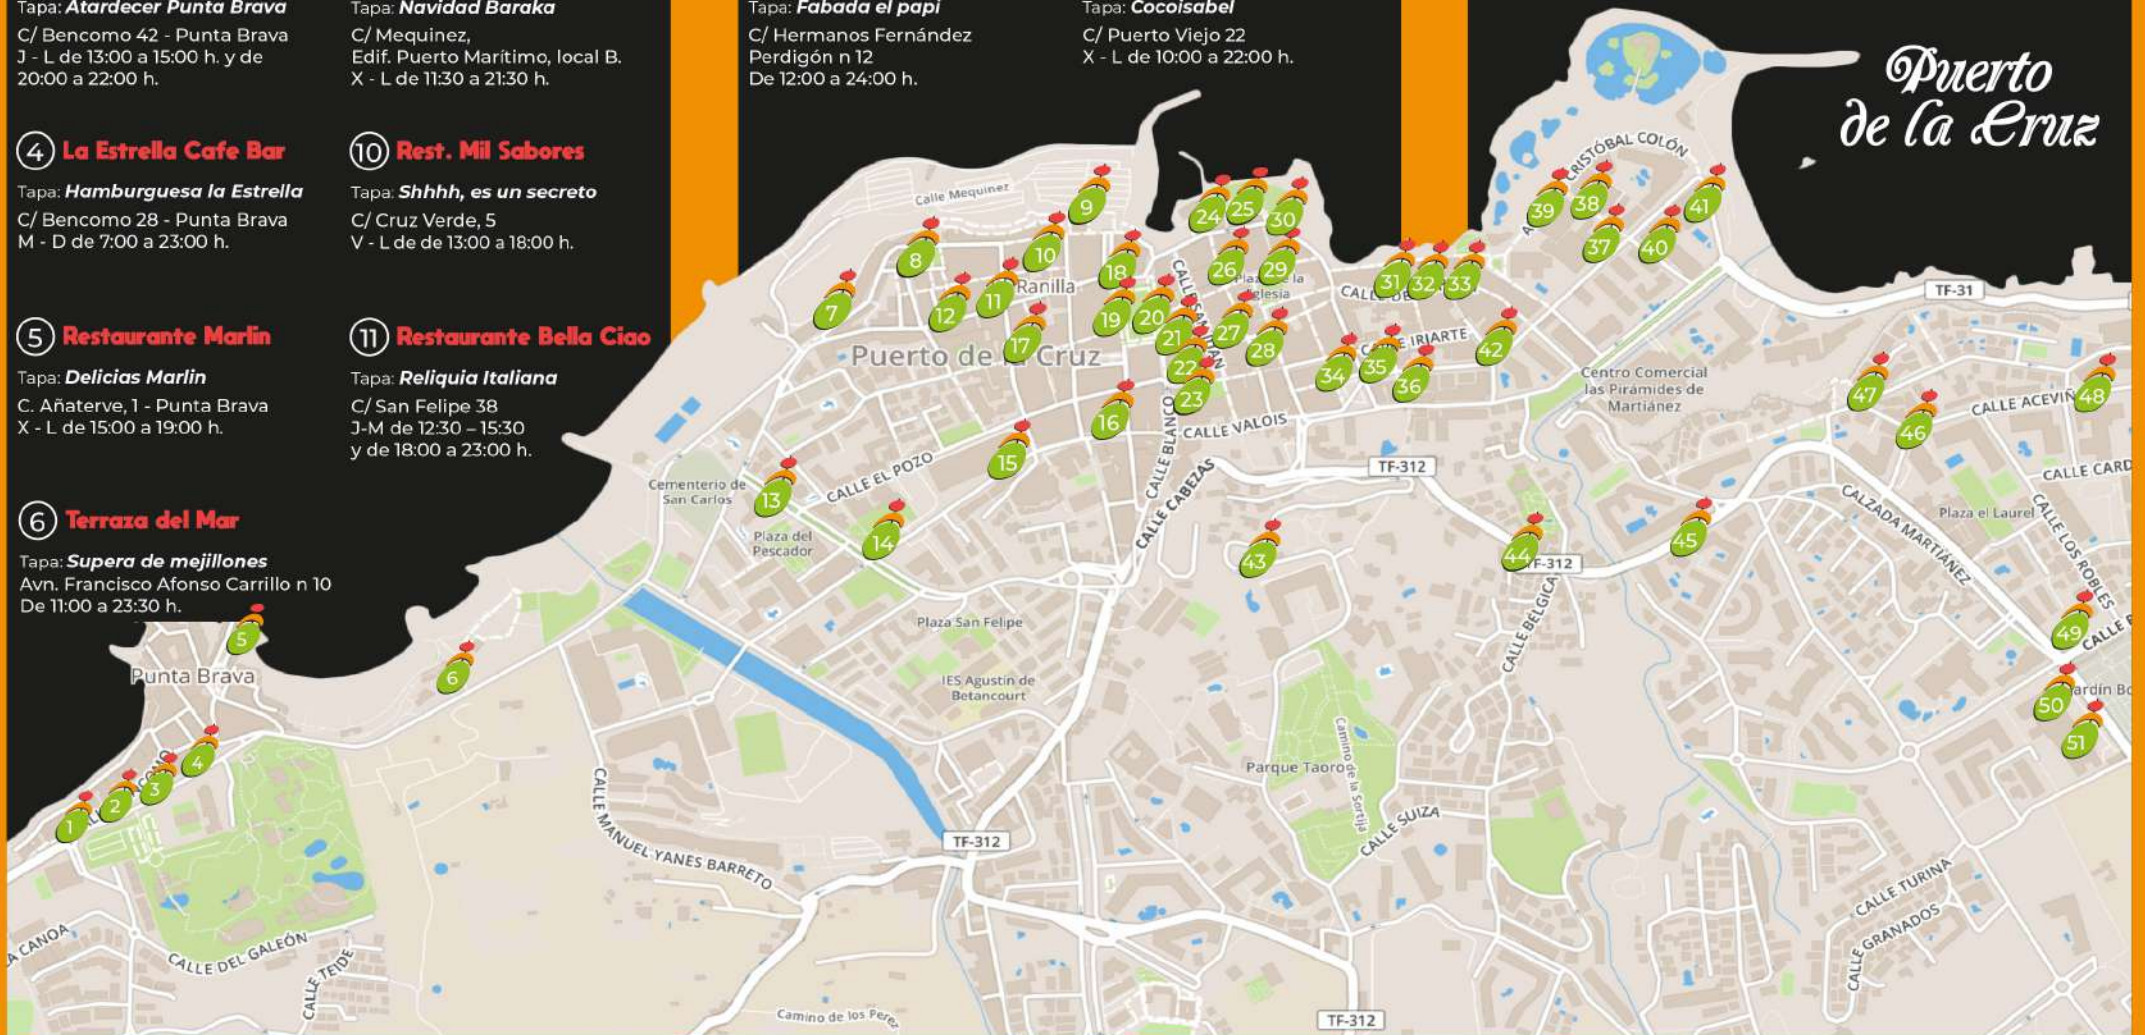 Tapa: Atardecer Punta Brava
C/ Bencomo 42 - Punta Brava
J - L de 13:00 a 15:00 h. y de
20:00 a 22:00 h.
4 La Estrella Cafe Bar
Tapa: Hamburguesa la Estrella
C/ Bencomo 28 - Punta Brava
M - D de 7:00 a 23:00 h.
5 Restaurante Marlin
Tapa: Delicias Marlin
C. Añaterve, 1 - Punta Brava
X - L de 15:00 a 19:00 h.
6 Terraza del Mar
Tapa: Supera de mejillones
Avn. Francisco Afonso Carrillo n 10
De 11:00 a 23:30 h.
Tapa: Navidad Baraka
C/ Mequinez,
Edif. Puerto Marítimo, local B.
X - L de 11:30 a 21:30 h.
10 Rest. Mil Sabores
Tapa: Shhhh, es un secreto
C/ Cruz Verde, 5
V - L de de 13:00 a 18:00 h.
11 Restaurante Bella Ciao
Tapa: Reliquia Italiana
C/ San Felipe 38
J-M de 12:30 – 15:30
y de 18:00 a 23:00 h.
Tapa: Fabada el papi
C/ Hermanos Fernández
Perdigón n 12
De 12:00 a 24:00 h.
Tapa: Cocoisabel
C/ Puerto Viejo 22
X - L de 10:00 a 22:00 h.
Puerto
de la Cruz
CRISTÓBAL COLÓN
Calle Mequinez
9
24
25
30
39
38
41
37
40
8
10
18
26
29
31
32
33
7
12
11
Ranilla
19
20
21
27
28
17
22
23
34
35
36
42
Puerto de la Cruz
CALLE IRIARTE
TF-31
Centro Comercial
las Pirámides de
Martiánez
47
46
48
16
15
CALLE VALOIS
CALLE BLANCO
CALLE CABEZAS
TF-312
Cementerio de
San Carlos
13
CALLE EL POZO
14
Plaza del
Pescador
43
44
TF-312
45
CALZADA MARTIÁNEZ
Plaza el Laurel
CALLE LOS ROBLES
49
50
51
Plaza San Felipe
IES Agustín de
Betancourt
CALLE BÉLGICA
5
Punta Brava
6
4
3
2
1
Parque Taoro
Camino de la Sortija
CALLE SUIZA
CALLE MANUEL YANES BARRETO
TF-312
CALLE TURINA
CALLE GRANADOS
CALLE
CALLE DEL GALEÓN
CALLE TEIDE
Camino de los Perez
TF-312